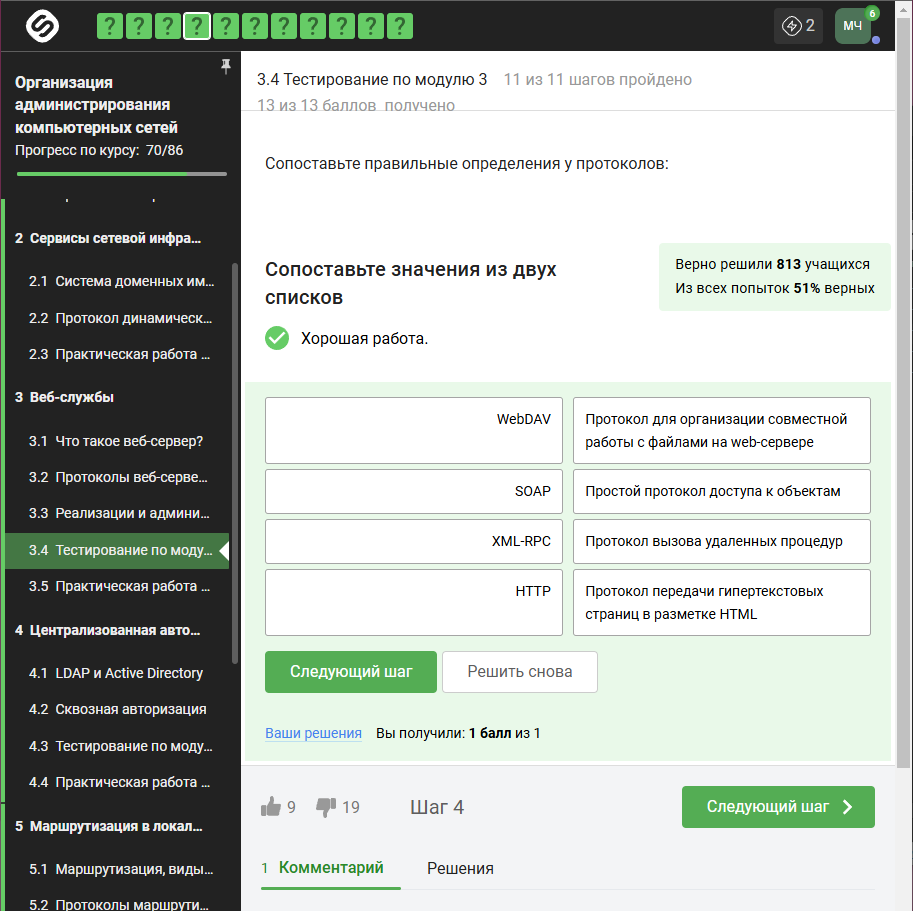 ? ? ? ? ? ? ? ? ? ? ?
2
МЧ
6
Организация
администрирования
компьютерных сетей
Прогресс по курсу: 70/86
2 Сервисы сетевой инфра...
2.1 Система доменных им...
2.2 Протокол динамическ...
2.3 Практическая работа ...
3 Веб-службы
3.1 Что такое веб-сервер?
3.2 Протоколы веб-серве...
3.3 Реализации и админи...
3.4 Тестирование по моду...
3.5 Практическая работа ...
4 Централизованная авто...
4.1 LDAP и Active Directory
4.2 Сквозная авторизация
4.3 Тестирование по моду...
4.4 Практическая работа ...
5 Маршрутизация в локал...
5.1 Маршрутизация, виды...
5.2 Протоколы маршрути...
3.4 Тестирование по модулю 3 11 из 11 шагов пройдено
13 из 13 баллов получено
Сопоставьте правильные определения у протоколов:
Сопоставьте значения из двух
списков
Верно решили 813 учащихся
Из всех попыток 51% верных
Хорошая работа.
WebDAV
Протокол для организации совместной
работы с файлами на web-сервере
SOAP
Простой протокол доступа к объектам
XML-RPC
Протокол вызова удаленных процедур
HTTP
Протокол передачи гипертекстовых
страниц в разметке HTML
Следующий шаг
Решить снова
Ваши решения Вы получили: 1 балл из 1
9 19 Шаг 4
Следующий шаг
1 Комментарий Решения